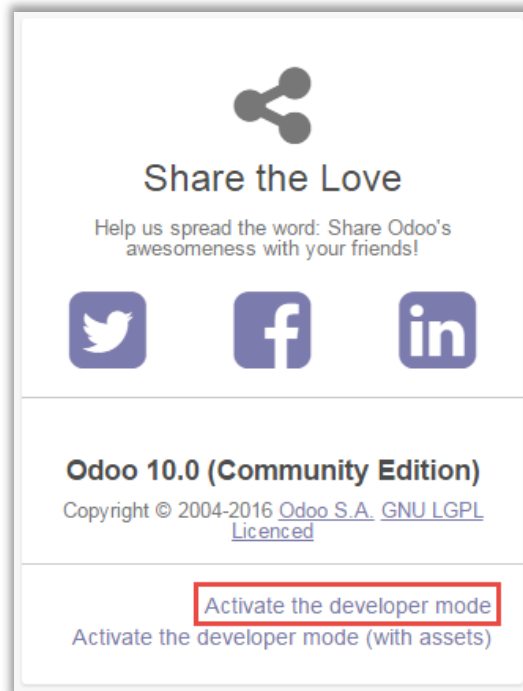 Share the Love
Help us spread the word: Share Odoo's
awesomeness with your friends!
Odoo 10.0 (Community Edition)
Copyright © 2004-2016 Odoo S.A. GNU LGPL
Licenced
Activate the developer mode
Activate the developer mode (with assets)